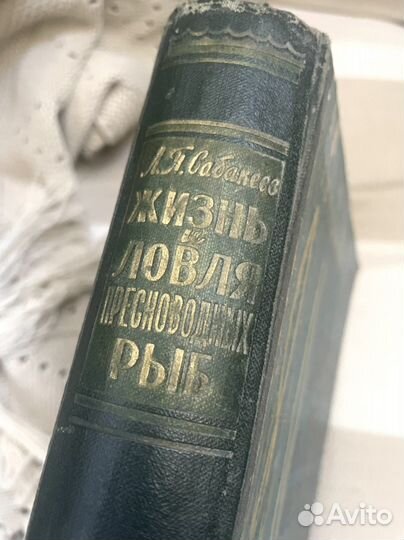 Л.П. Сабанеев
ЖИЗНЬ
и
ЛОВЛЯ
ПРЕСНОВОДНЫХ
РЫБ
Avito